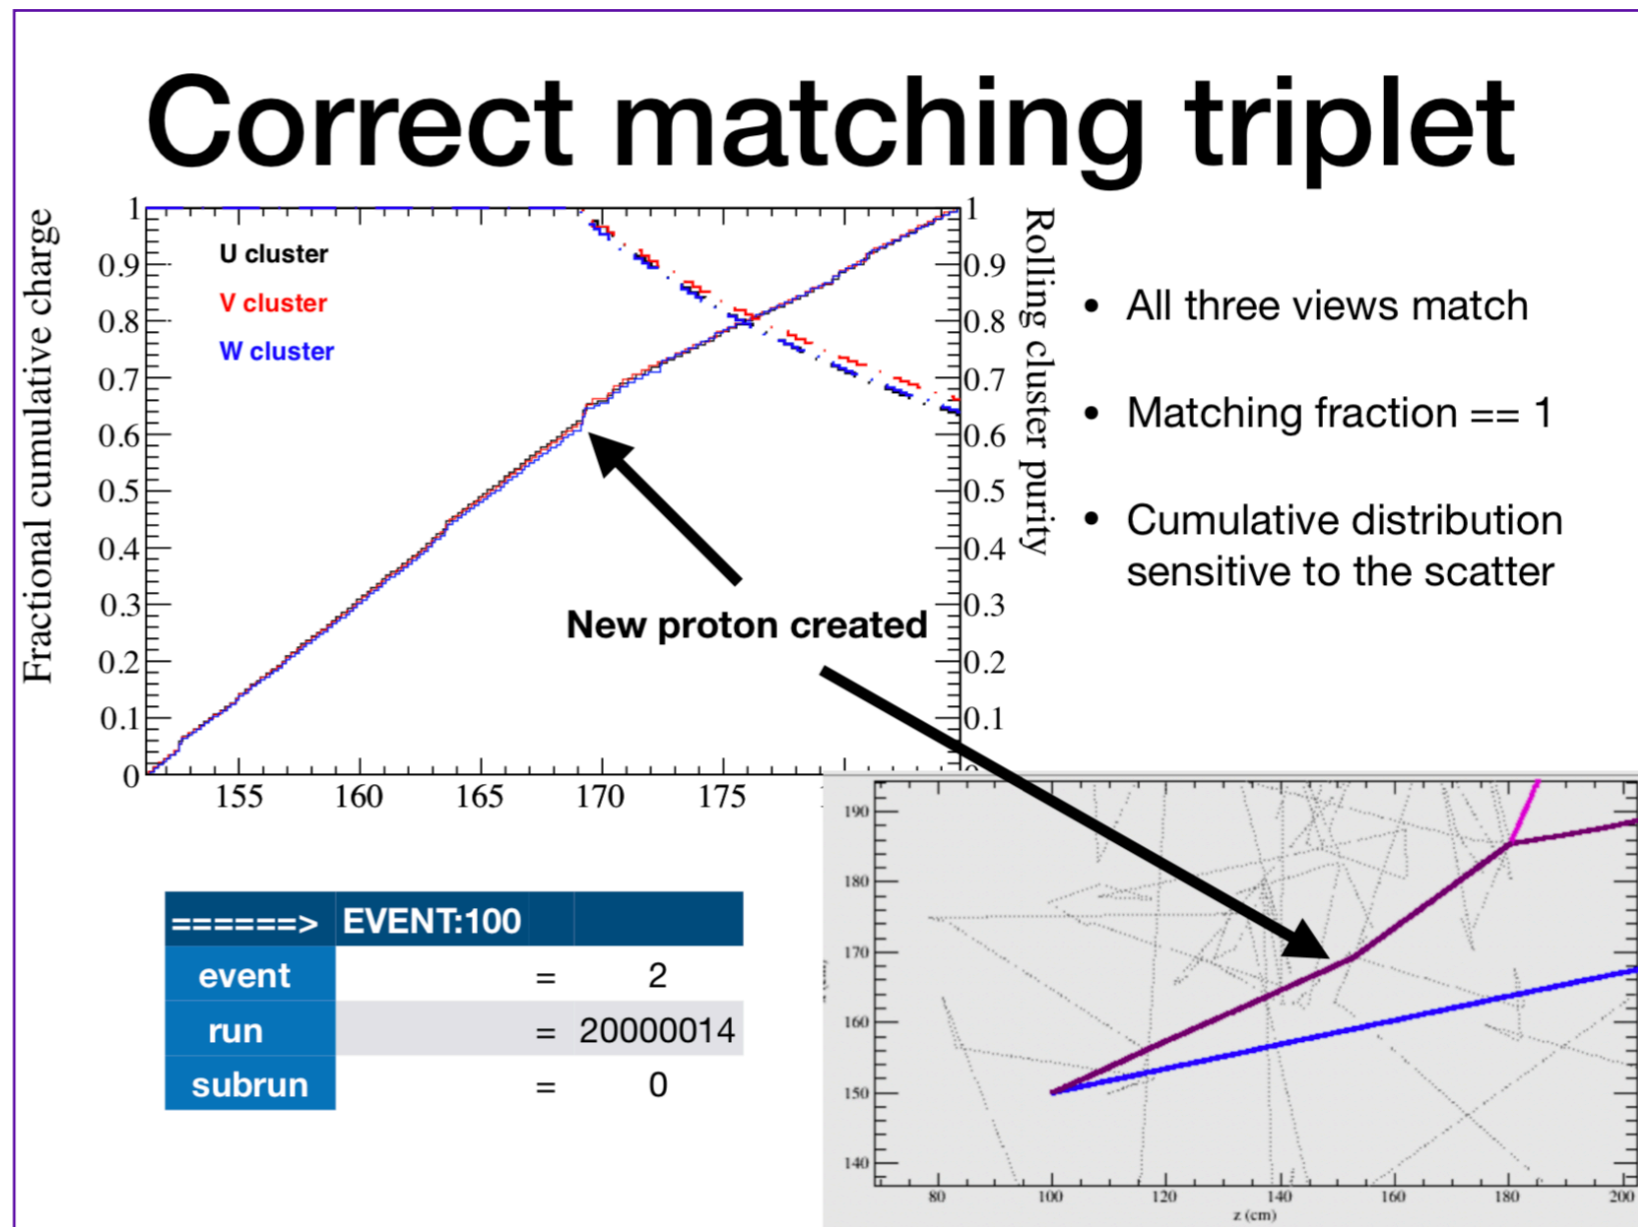 Correct matching triplet
Fractional cumulative charge
1
0.9
0.8
0.7
0.6
0.5
0.4
0.3
0.2
0.1
0
U cluster
V cluster
W cluster
New proton created
155
160
165
170
175
1
0.9
0.8
0.7
0.6
0.5
0.4
0.3
0.2
0.1
Rolling cluster purity
• All three views match
• Matching fraction == 1
• Cumulative distribution
sensitive to the scatter
======> EVENT:100
event = 2
run = 20000014
subrun = 0
190
180
170
160
150
140
80
100
120
140
160
180
200
z (cm)